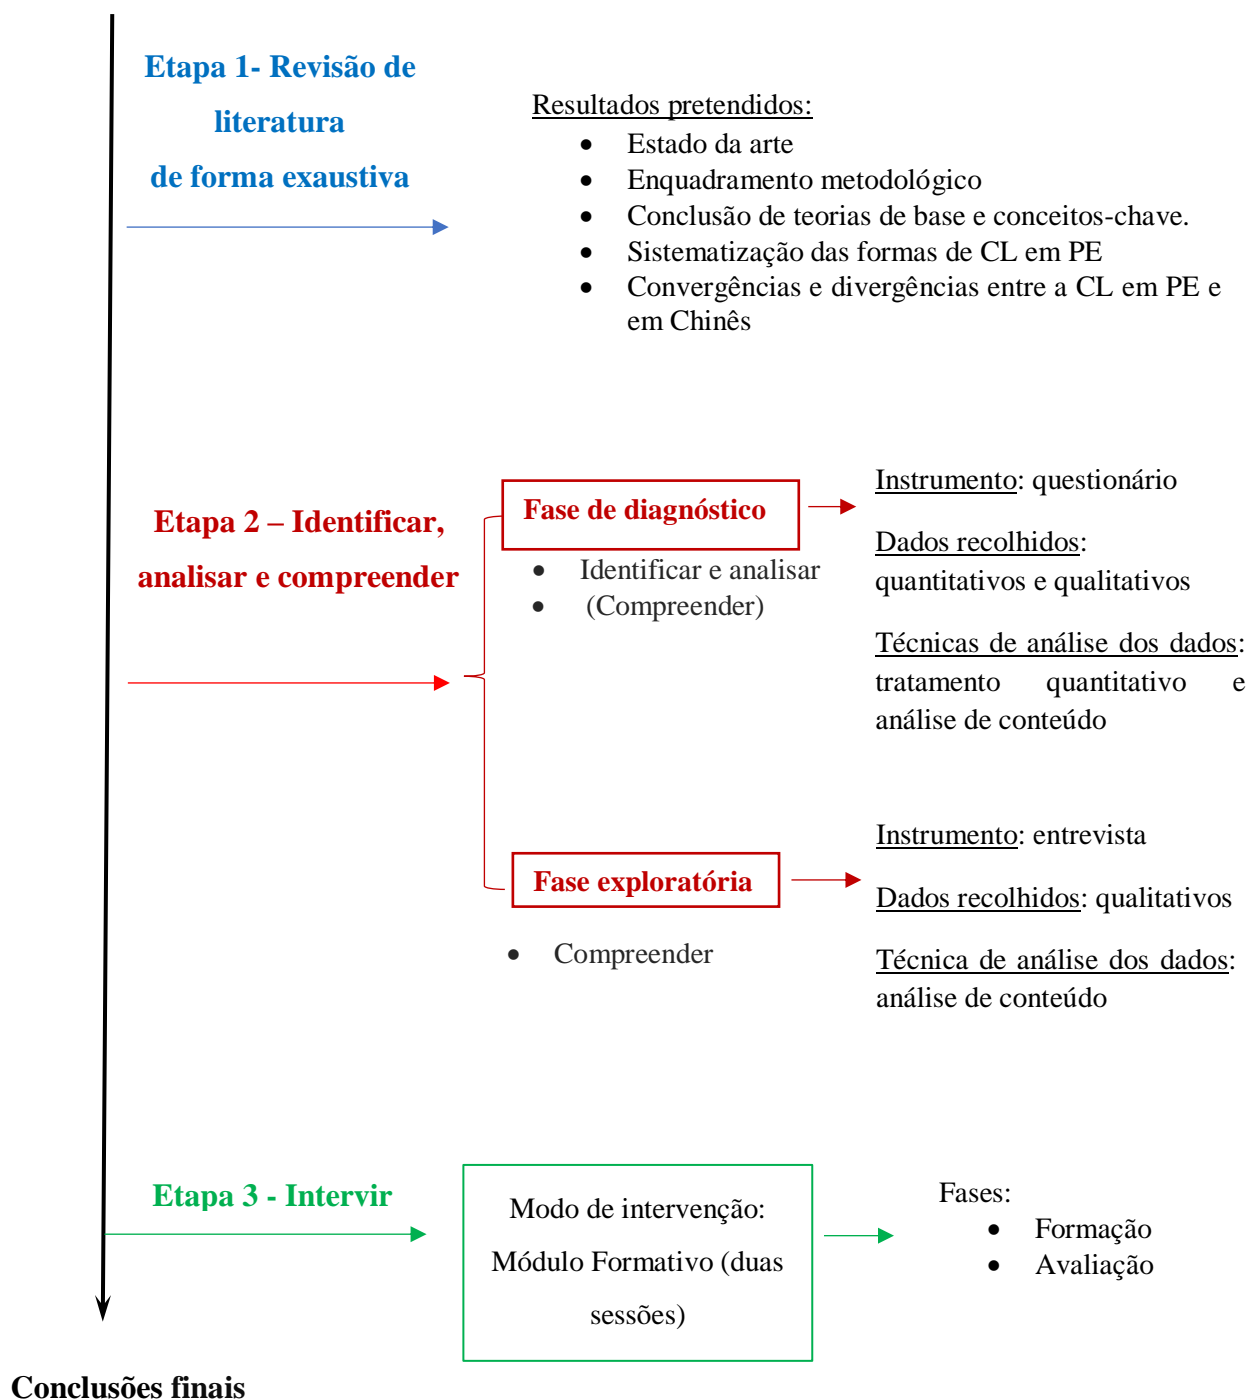 Etapa 1- Revisão de
literatura
de forma exaustiva
Resultados pretendidos:
• Estado da arte
• Enquadramento metodológico
• Conclusão de teorias de base e conceitos-chave.
• Sistematização das formas de CL em PE
• Convergências e divergências entre a CL em PE e
em Chinês
Etapa 2 – Identificar,
analisar e compreender
Fase de diagnóstico
• Identificar e analisar
• (Compreender)
Instrumento: questionário
Dados recolhidos:
quantitativos e qualitativos
Técnicas de análise dos dados:
tratamento quantitativo e
análise de conteúdo
Fase exploratória
• Compreender
Instrumento: entrevista
Dados recolhidos: qualitativos
Técnica de análise dos dados:
análise de conteúdo
Etapa 3 - Intervir
Modo de intervenção:
Módulo Formativo (duas
sessões)
Fases:
• Formação
• Avaliação
Conclusões finais